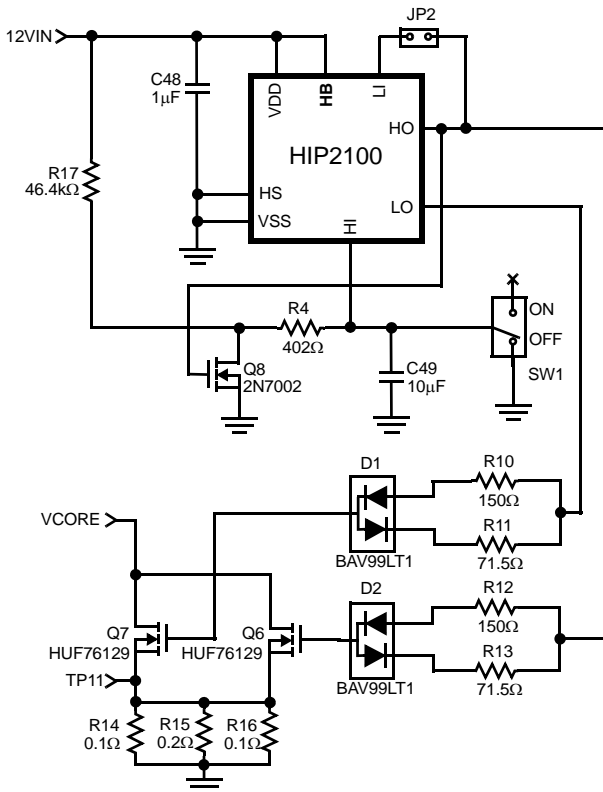 JP2
12VIN
C48
1µF
VDD
HB
LI
HO
HIP2100
R17
46.4kΩ
HS
LO
VSS
HI
R4
402Ω
ON
OFF
SW1
Q8
2N7002
C49
10µF
D1
R10
150Ω
VCORE
R11
71.5Ω
BAV99LT1
D2
R12
150Ω
Q7
HUF76129
Q6
HUF76129
R13
71.5Ω
BAV99LT1
TP11
R14
0.1Ω
R15
0.2Ω
R16
0.1Ω